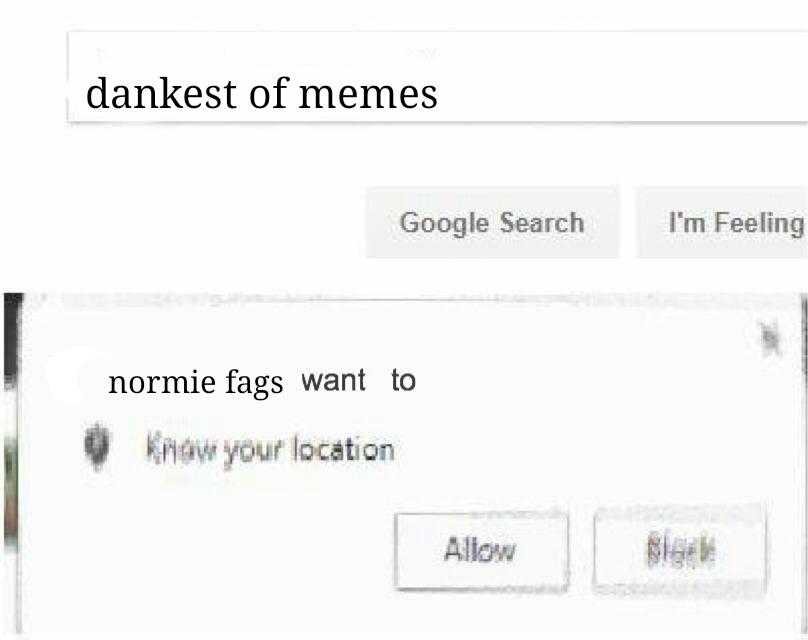 dankest of memes
Google Search
I'm Feeling
normie fags want to
Know your location
Allow
Block